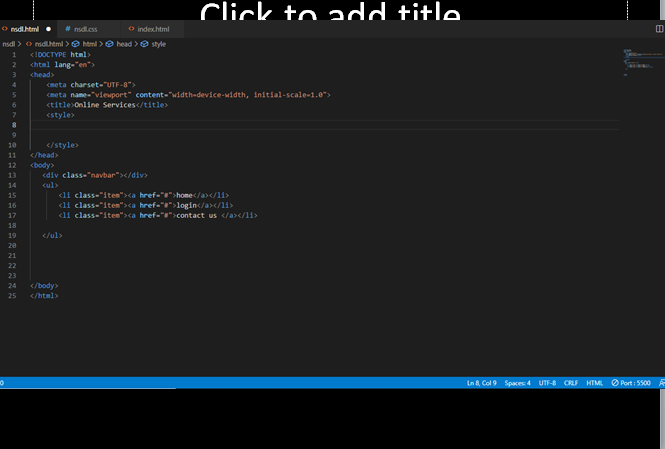 Click to add title
nsdl.html nsdl.css index.html
nsdl > nsdl.html > html > head > style
1 <!DOCTYPE html>
2 <html lang="en">
3 <head>
4 <meta charset="UTF-8">
5 <meta name="viewport" content="width=device-width, initial-scale=1.0">
6 <title>Online Services</title>
7 <style>
8
9
10 </style>
11 </head>
12 <body>
13 <div class="navbar"></div>
14 <ul>
15 <li class="item"><a href="#">home</a></li>
16 <li class="item"><a href="#">login</a></li>
17 <li class="item"><a href="#">contact us </a></li>
18
19 </ul>
20
21
22
23
24 </body>
25 </html>
0 Ln 8, Col 9 Spaces: 4 UTF-8 CRLF HTML Port : 5500